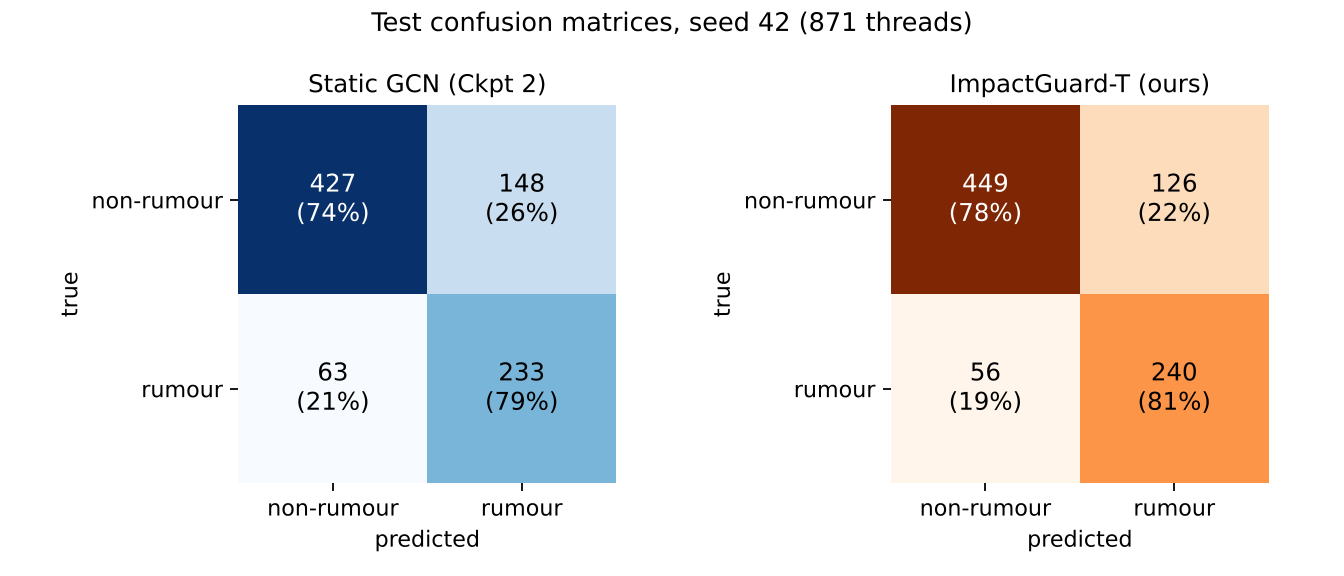 Test confusion matrices, seed 42 (871 threads)
Static GCN (Ckpt 2)
true
non-rumour
427
(74%)
148
(26%)
rumour
63
(21%)
233
(79%)
non-rumour
rumour
predicted
ImpactGuard-T (ours)
true
non-rumour
449
(78%)
126
(22%)
rumour
56
(19%)
240
(81%)
non-rumour
rumour
predicted